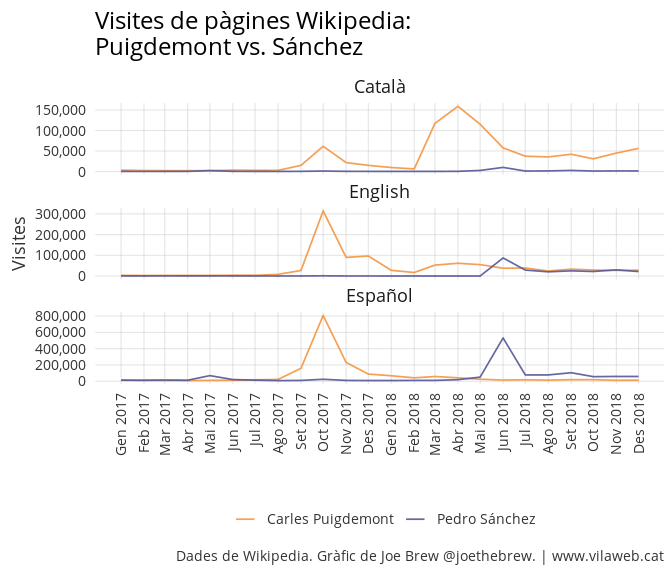 Visites de pàgines Wikipedia:
Puigdemont vs. Sánchez
Català
150,000
100,000
50,000
0
English
300,000
200,000
100,000
0
Español
800,000
600,000
400,000
200,000
0
Visites
Gen 2017
Feb 2017
Mar 2017
Abr 2017
Mai 2017
Jun 2017
Jul 2017
Ago 2017
Set 2017
Oct 2017
Nov 2017
Des 2017
Gen 2018
Feb 2018
Mar 2018
Abr 2018
Mai 2018
Jun 2018
Jul 2018
Ago 2018
Set 2018
Oct 2018
Nov 2018
Des 2018
Carles Puigdemont
Pedro Sánchez
Dades de Wikipedia. Gràfic de Joe Brew @joethebrew. | www.vilaweb.cat